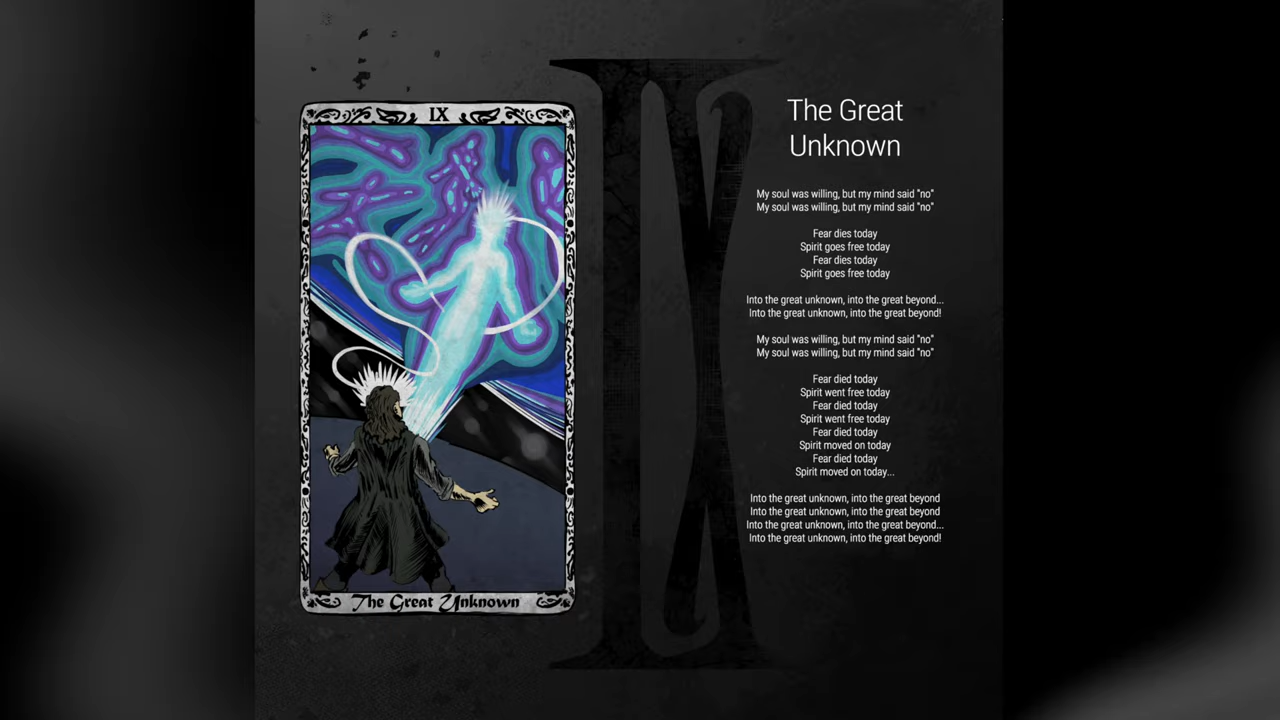 IX
The Great Unknown
IX
The Great
Unknown
My soul was willing, but my mind said "no"
My soul was willing, but my mind said "no"
Fear dies today
Spirit goes free today
Fear dies today
Spirit goes free today
Into the great unknown, into the great beyond...
Into the great unknown, into the great beyond!
My soul was willing, but my mind said "no"
My soul was willing, but my mind said "no"
Fear died today
Spirit went free today
Fear died today
Spirit went free today
Fear died today
Spirit moved on today
Fear died today
Spirit moved on today...
Into the great unknown, into the great beyond
Into the great unknown, into the great beyond
Into the great unknown, into the great beyond...
Into the great unknown, into the great beyond!